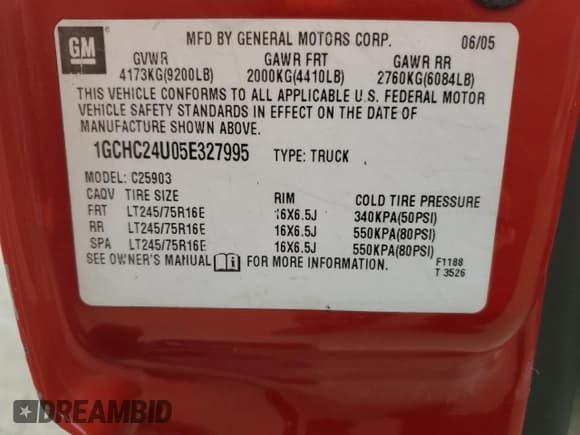 GM
MFD BY GENERAL MOTORS CORP. 06/05
GVWR GAWR FRT GAWR RR
4173KG(9200LB) 2000KG(4410LB) 2760KG(6084LB)
THIS VEHICLE CONFORMS TO ALL APPLICABLE U.S. FEDERAL MOTOR
VEHICLE SAFETY STANDARDS IN EFFECT ON THE DATE OF
MANUFACTURE SHOWN ABOVE.
1GCHC24U05E327995 TYPE: TRUCK
MODEL: C25903
CAQV TIRE SIZE RIM COLD TIRE PRESSURE
FRT LT245/75R16E 16X6.5J 340KPA(50PSI)
RR LT245/75R16E 16X6.5J 550KPA(80PSI)
SPA LT245/75R16E 16X6.5J 550KPA(80PSI)
SEE OWNER'S MANUAL i FOR MORE INFORMATION.
F1188
T 3526
DREAMBID